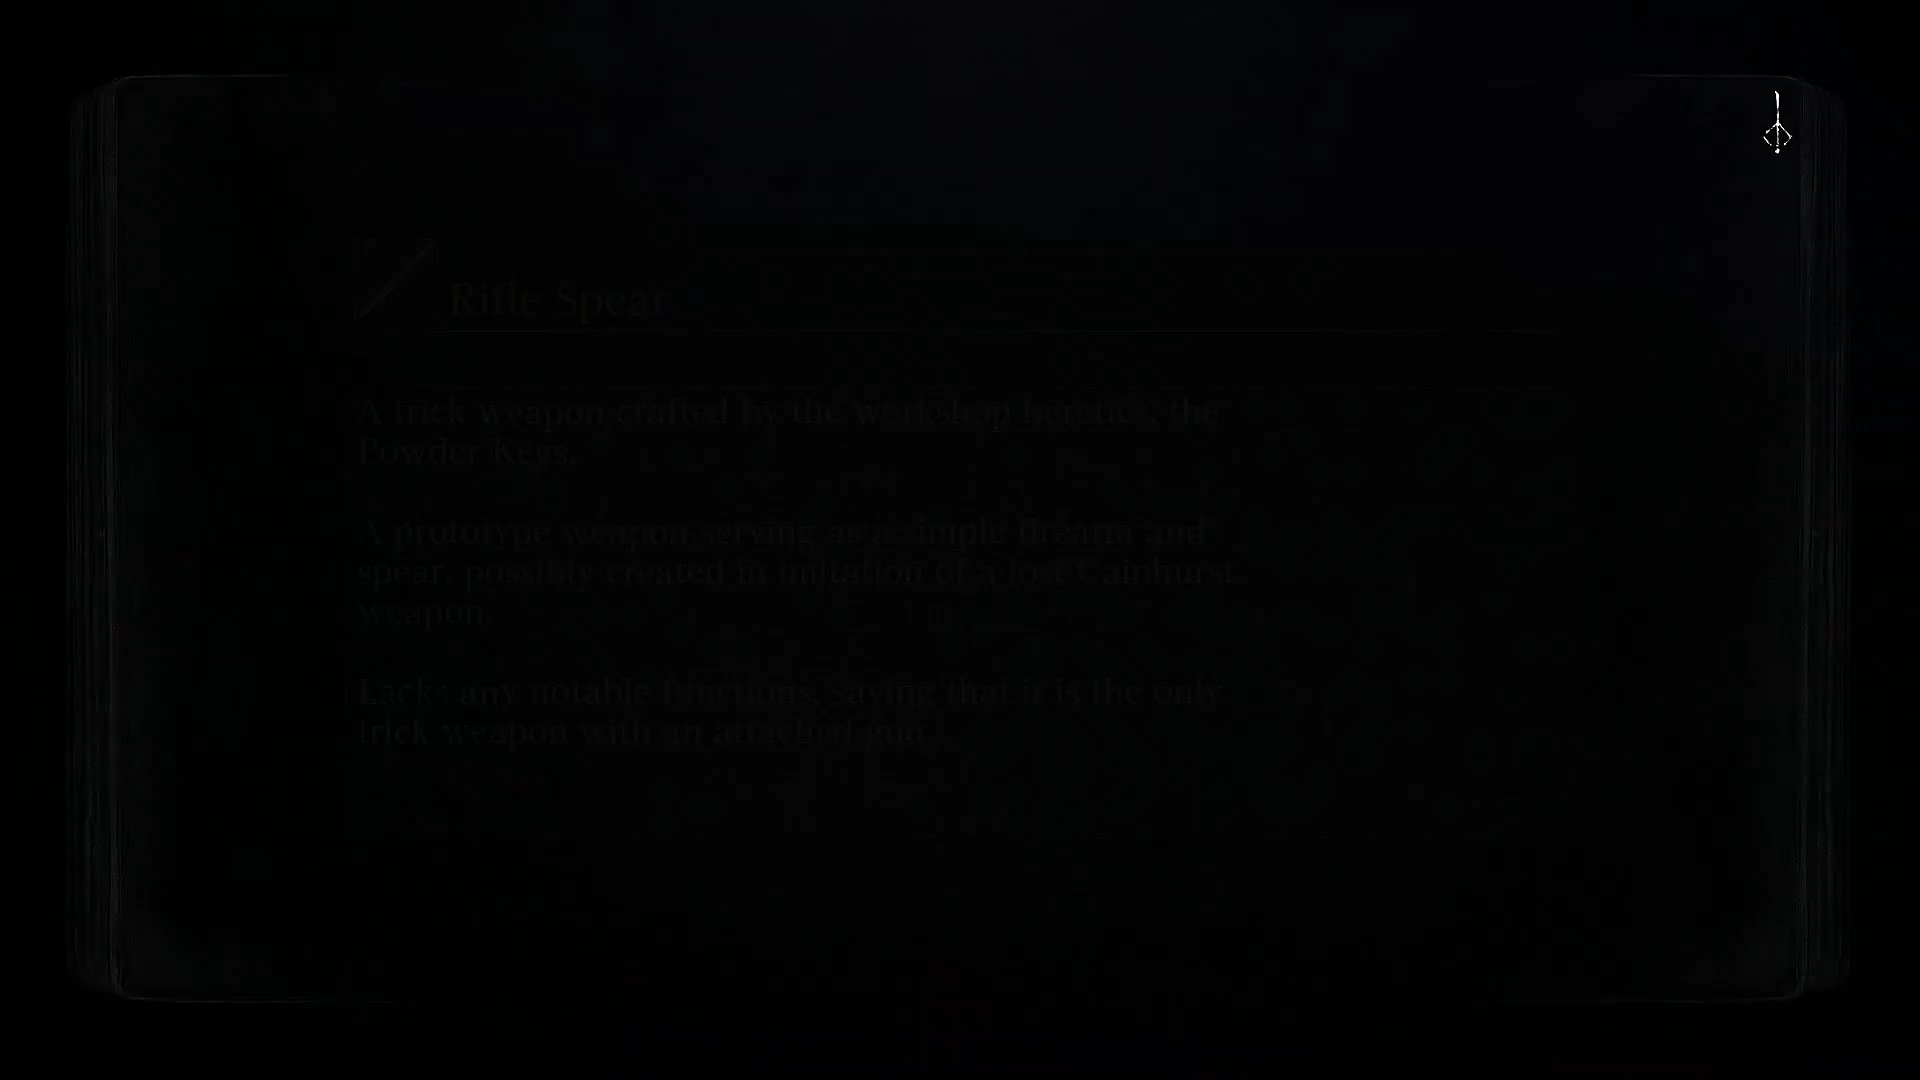 Rifle Spear
A trick weapon crafted by the workshop heretics, the
Powder Kegs.
A prototype weapon serving as a simple firearm and
spear, possibly created in imitation of a lost Cainhurst
weapon.
Lacks any notable functions, saying that it is the only
trick weapon with an attached gun.